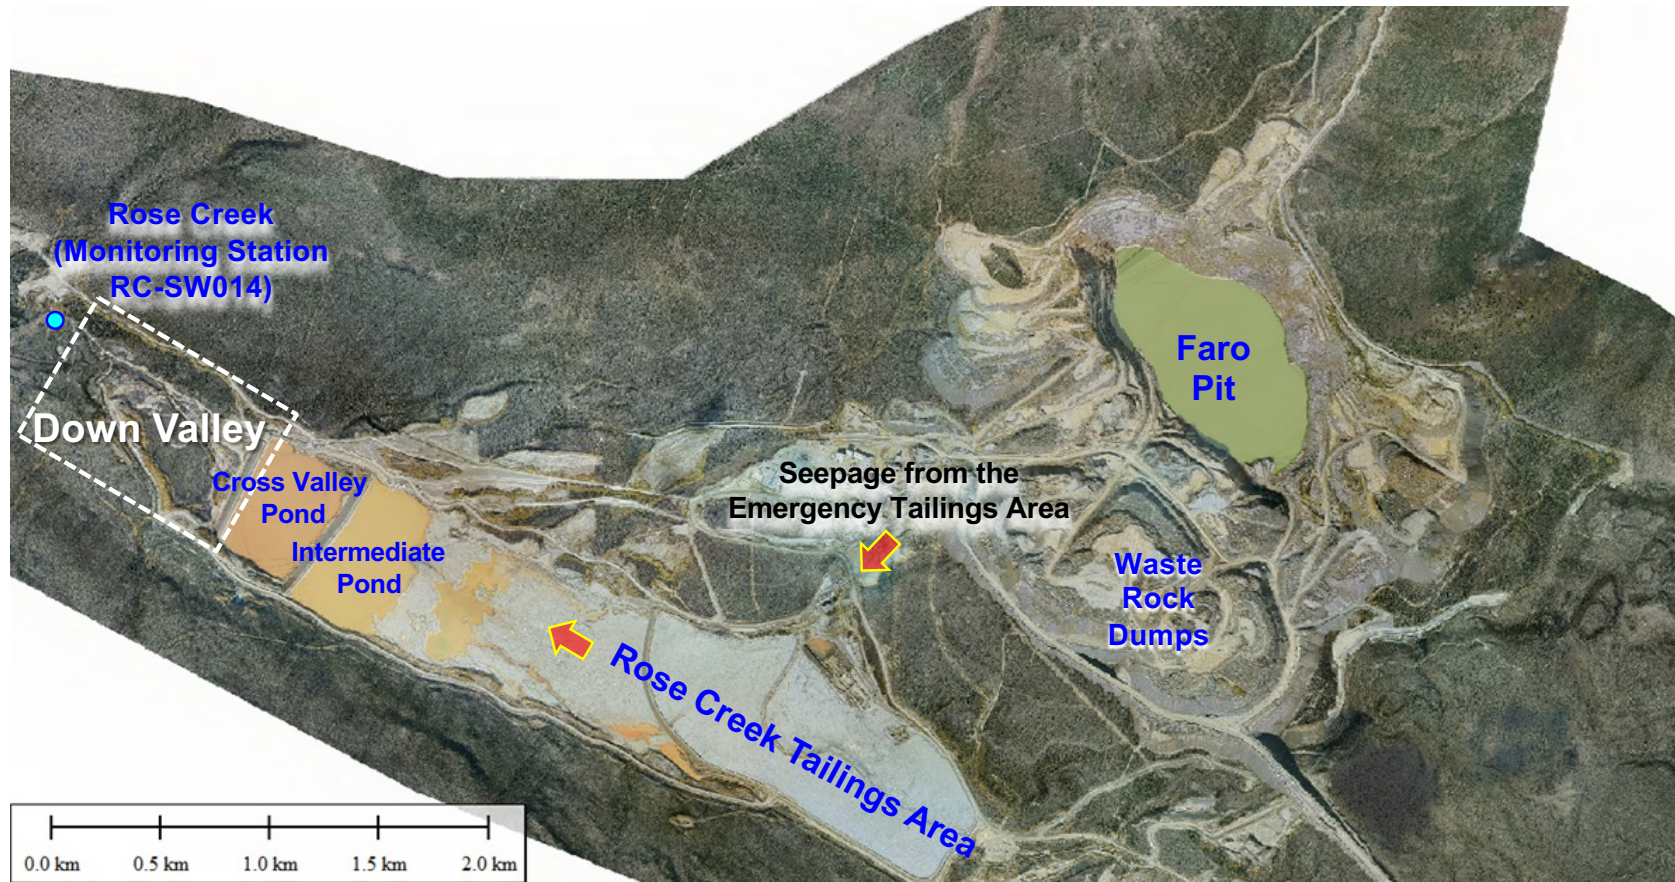 Rose Creek
(Monitoring Station
RC-SW014)
Down Valley
Cross Valley
Pond
Intermediate
Pond
Seepage from the
Emergency Tailings Area
Faro
Pit
Waste
Rock
Dumps
Rose Creek Tailings Area
0.0 km 0.5 km 1.0 km 1.5 km 2.0 km